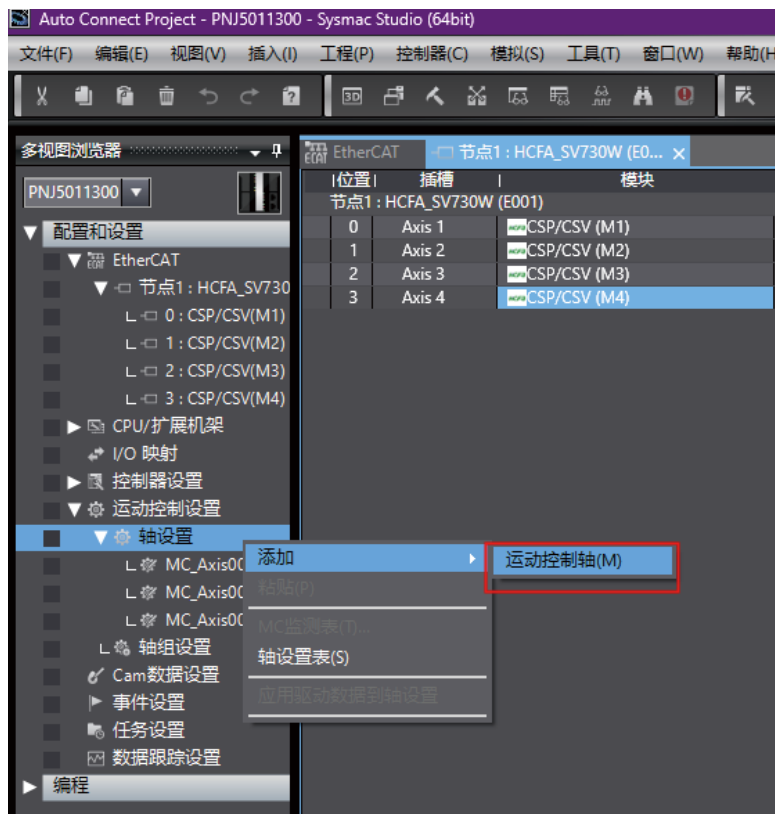 Auto Connect Project - PNJ5011300 - Sysmac Studio (64bit)
文件(F) 编辑(E) 视图(V) 插入(I) 工程(P) 控制器(C) 模拟(S) 工具(T) 窗口(W) 帮助(H
3D
多视图浏览器
EtherCAT 节点1 : HCFA_SV730W (E0...
PNJ5011300
位置 插槽 模块
节点1 : HCFA_SV730W (E001)
0 Axis 1 CSP/CSV (M1)
1 Axis 2 CSP/CSV (M2)
2 Axis 3 CSP/CSV (M3)
3 Axis 4 CSP/CSV (M4)
配置和设置
EtherCAT
节点1 : HCFA_SV730
0 : CSP/CSV(M1)
1 : CSP/CSV(M2)
2 : CSP/CSV(M3)
3 : CSP/CSV(M4)
CPU/扩展机架
I/O 映射
控制器设置
运动控制设置
轴设置
MC_Axis00
MC_Axis00
MC_Axis00
轴组设置
Cam数据设置
事件设置
任务设置
数据跟踪设置
编程
添加
粘贴(P)
MC监测表(T)...
轴设置表(S)
应用驱动数据到轴设置
运动控制轴(M)